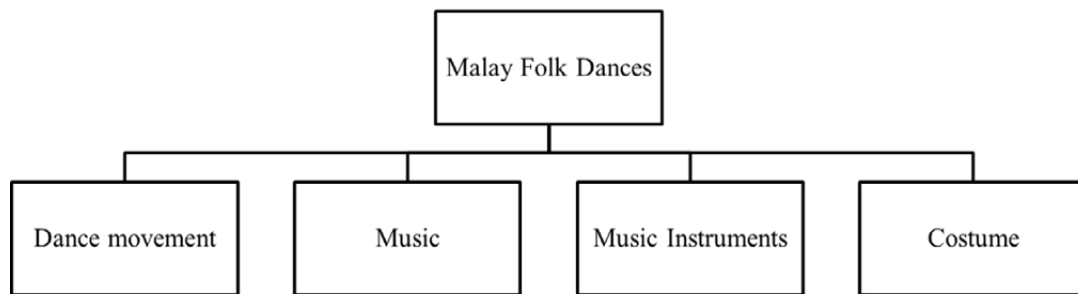 Malay Folk Dances
Dance movement
Music
Music Instruments
Costume